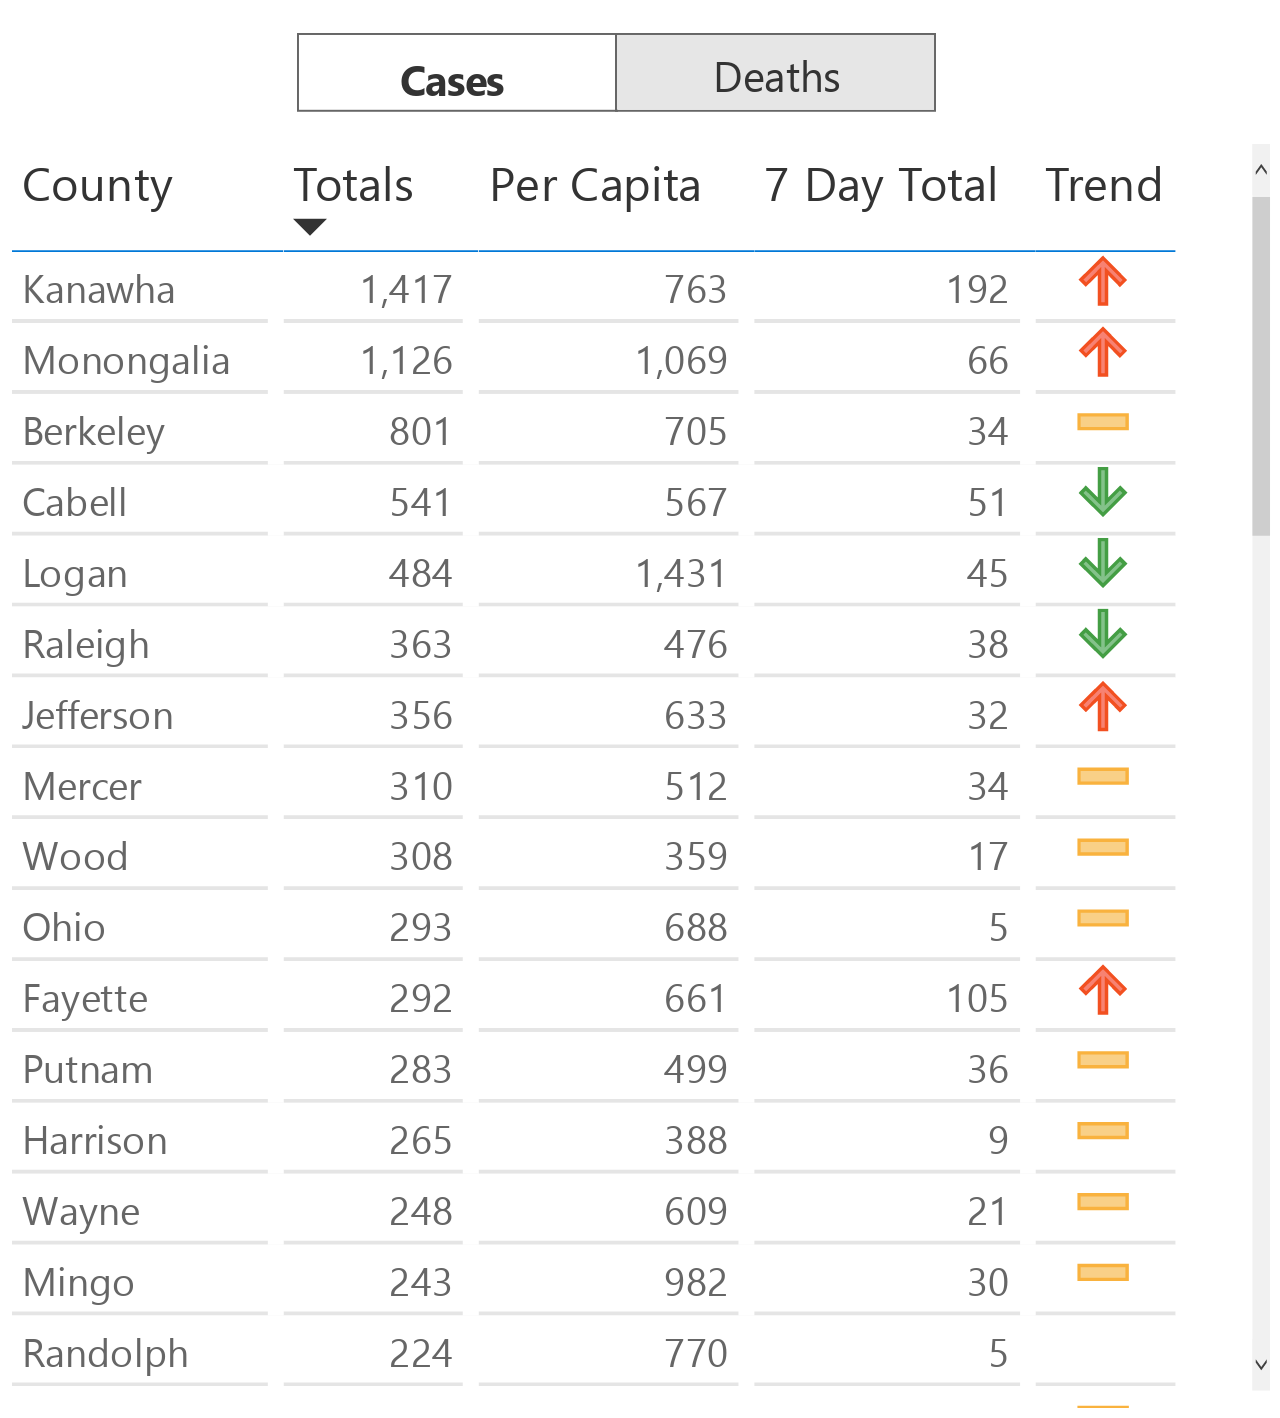 Cases Deaths
County Totals Per Capita 7 Day Total Trend
Kanawha 1,417 763 192
Monongalia 1,126 1,069 66
Berkeley 801 705 34
Cabell 541 567 51
Logan 484 1,431 45
Raleigh 363 476 38
Jefferson 356 633 32
Mercer 310 512 34
Wood 308 359 17
Ohio 293 688 5
Fayette 292 661 105
Putnam 283 499 36
Harrison 265 388 9
Wayne 248 609 21
Mingo 243 982 30
Randolph 224 770 5